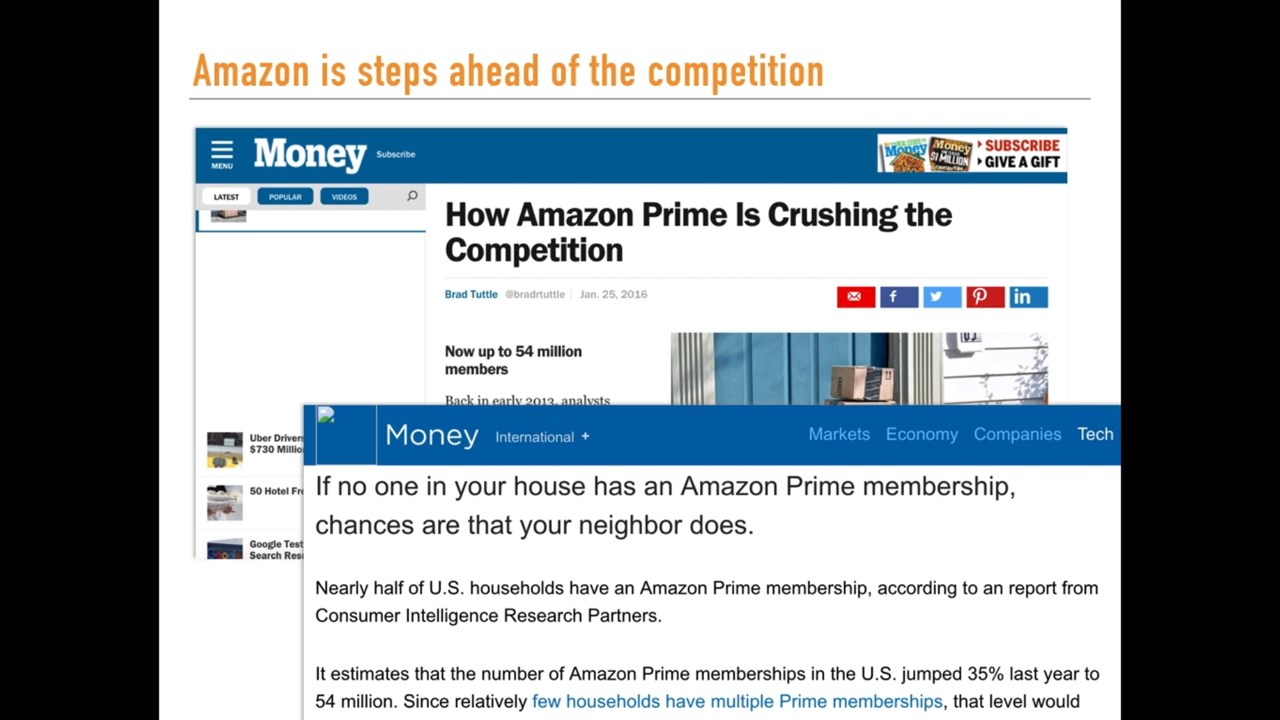 Amazon is steps ahead of the competition
MENU
Money
Subscribe
Money
Money
$1 MILLION
SUBSCRIBE
GIVE A GIFT
LATEST
POPULAR
VIDEOS
How Amazon Prime Is Crushing the
Competition
Brad Tuttle @bradrtuttle Jan. 25, 2016
f
in
Now up to 54 million
members
Back in early 2013, analysts
Uber Drivers
$730 Millio
50 Hotel Fr
Google Test
Search Resu
Money International + Markets Economy Companies Tech
If no one in your house has an Amazon Prime membership,
chances are that your neighbor does.
Nearly half of U.S. households have an Amazon Prime membership, according to an report from
Consumer Intelligence Research Partners.
It estimates that the number of Amazon Prime memberships in the U.S. jumped 35% last year to
54 million. Since relatively few households have multiple Prime memberships, that level would